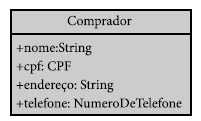 Comprador
+nome:String
+cpf: CPF
+endereço: String
+telefone: NumeroDeTelefone